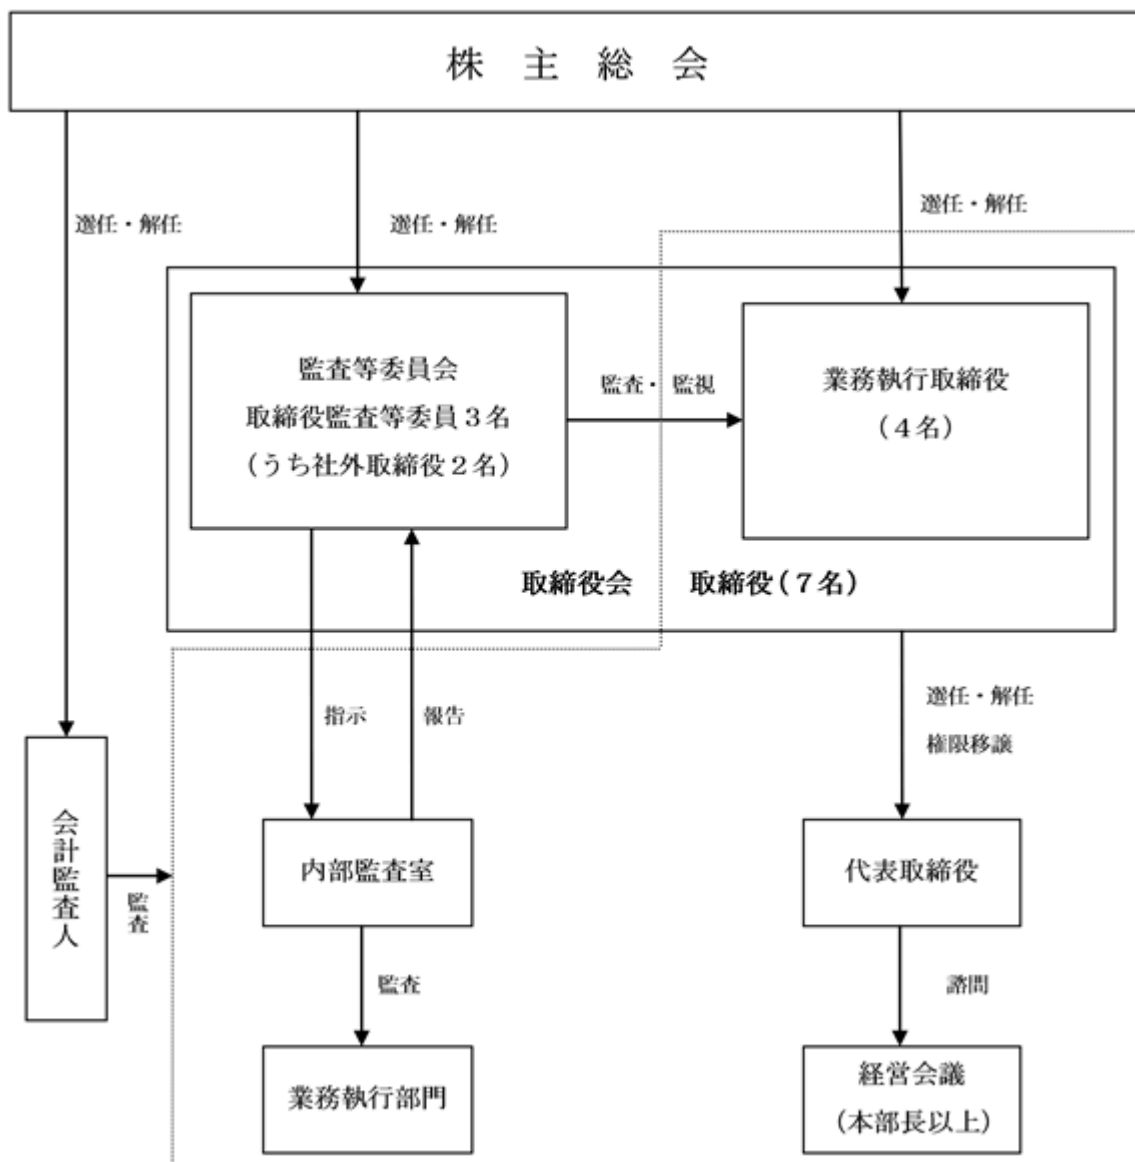 株 主 総 会
選任・解任
選任・解任
選任・解任
監査等委員会
取締役監査等委員３名
（うち社外取締役２名）
監査・ 監視
業務執行取締役
（４名）
取締役会
取締役（７名）
指示
報告
選任・解任
権限移譲
会計監査人
監査
内部監査室
代表取締役
監査
諮問
業務執行部門
経営会議
（本部長以上）